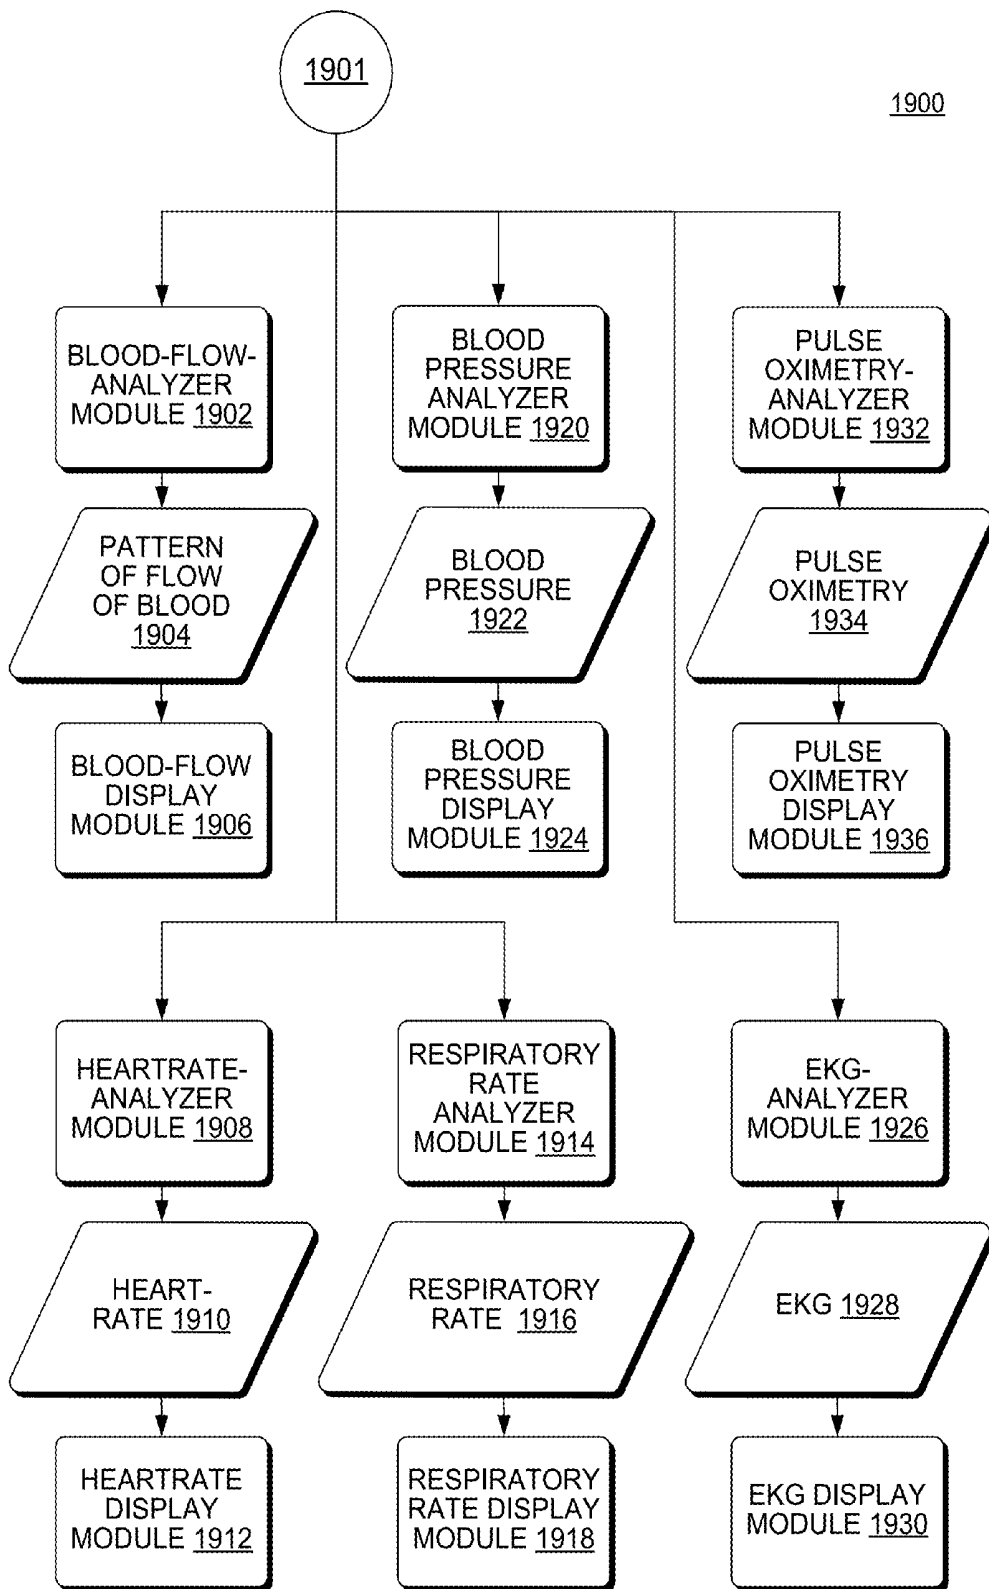 1901
1900
BLOOD-FLOW-
ANALYZER
MODULE 1902
BLOOD
PRESSURE
ANALYZER
MODULE 1920
PULSE
OXIMETRY-
ANALYZER
MODULE 1932
PATTERN
OF FLOW
OF BLOOD
1904
BLOOD
PRESSURE
1922
PULSE
OXIMETRY
1934
BLOOD-FLOW
DISPLAY
MODULE 1906
BLOOD
PRESSURE
DISPLAY
MODULE 1924
PULSE
OXIMETRY
DISPLAY
MODULE 1936
HEARTRATE-
ANALYZER
MODULE 1908
RESPIRATORY
RATE
ANALYZER
MODULE 1914
EKG-
ANALYZER
MODULE 1926
HEART-
RATE 1910
RESPIRATORY
RATE 1916
EKG 1928
HEARTRATE
DISPLAY
MODULE 1912
RESPIRATORY
RATE DISPLAY
MODULE 1918
EKG DISPLAY
MODULE 1930